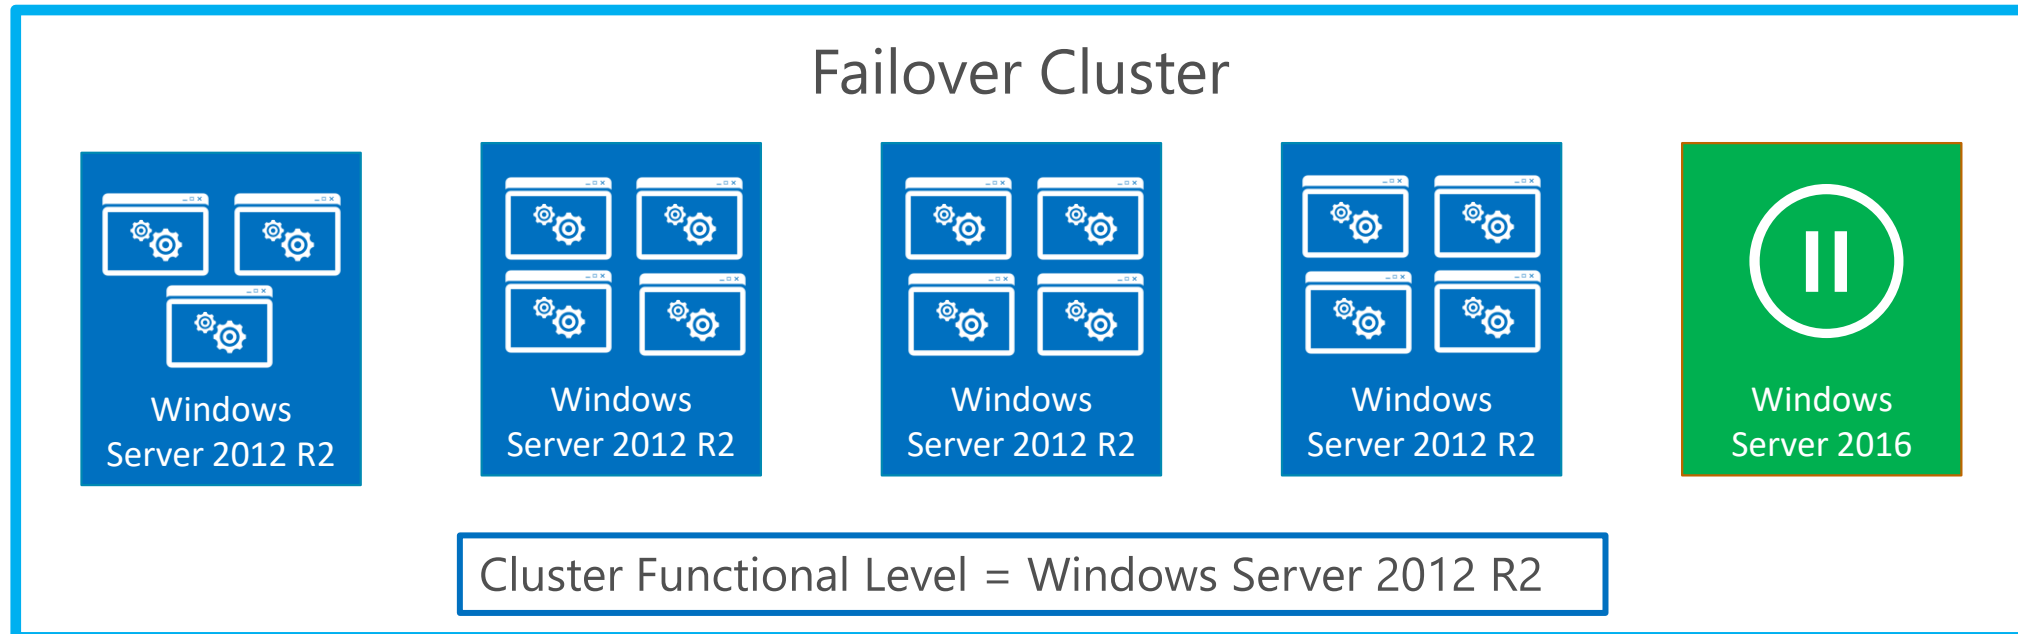 Failover Cluster
Windows
Server 2012 R2
Windows
Server 2012 R2
Windows
Server 2012 R2
Windows
Server 2012 R2
Windows
Server 2016
Cluster Functional Level = Windows Server 2012 R2